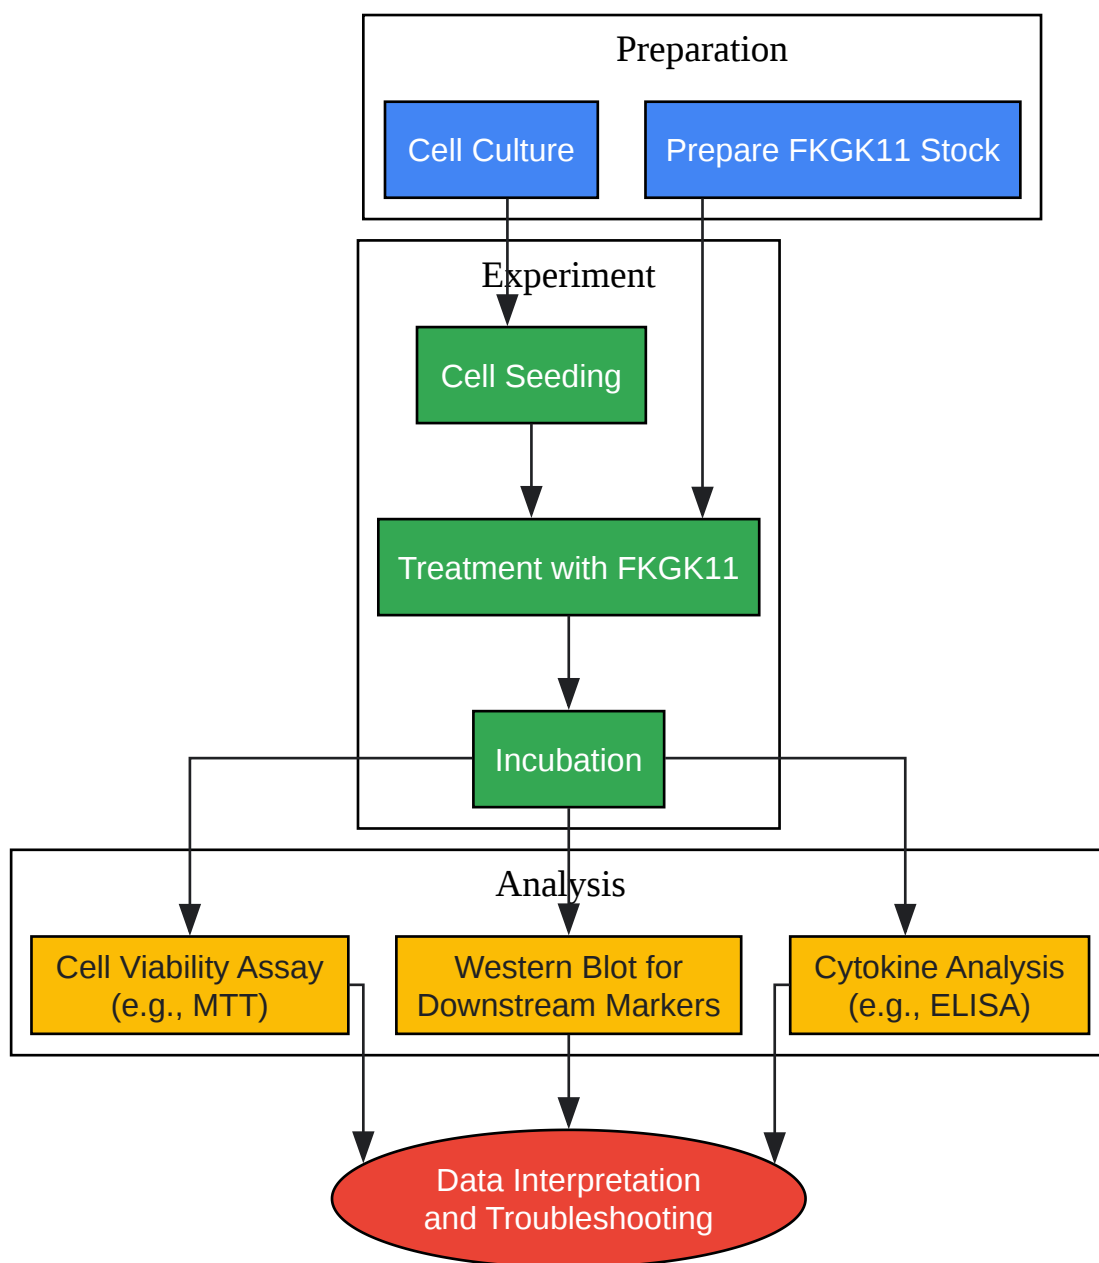 Preparation
Cell Culture
Prepare FKGK11 Stock
Experiment
Cell Seeding
Treatment with FKGK11
Incubation
Analysis
Cell Viability Assay
(e.g., MTT)
Western Blot for
Downstream Markers
Cytokine Analysis
(e.g., ELISA)
Data Interpretation
and Troubleshooting